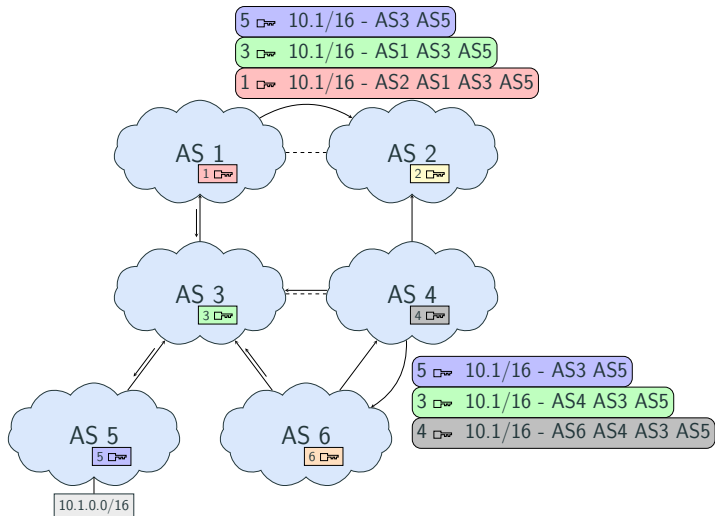 5 10.1/16 - AS3 AS5
3 10.1/16 - AS1 AS3 AS5
1 10.1/16 - AS2 AS1 AS3 AS5
AS 1
1
AS 2
2
AS 3
3
AS 4
4
5 10.1/16 - AS3 AS5
3 10.1/16 - AS4 AS3 AS5
4 10.1/16 - AS6 AS4 AS3 AS5
AS 5
5
AS 6
6
10.1.0.0/16